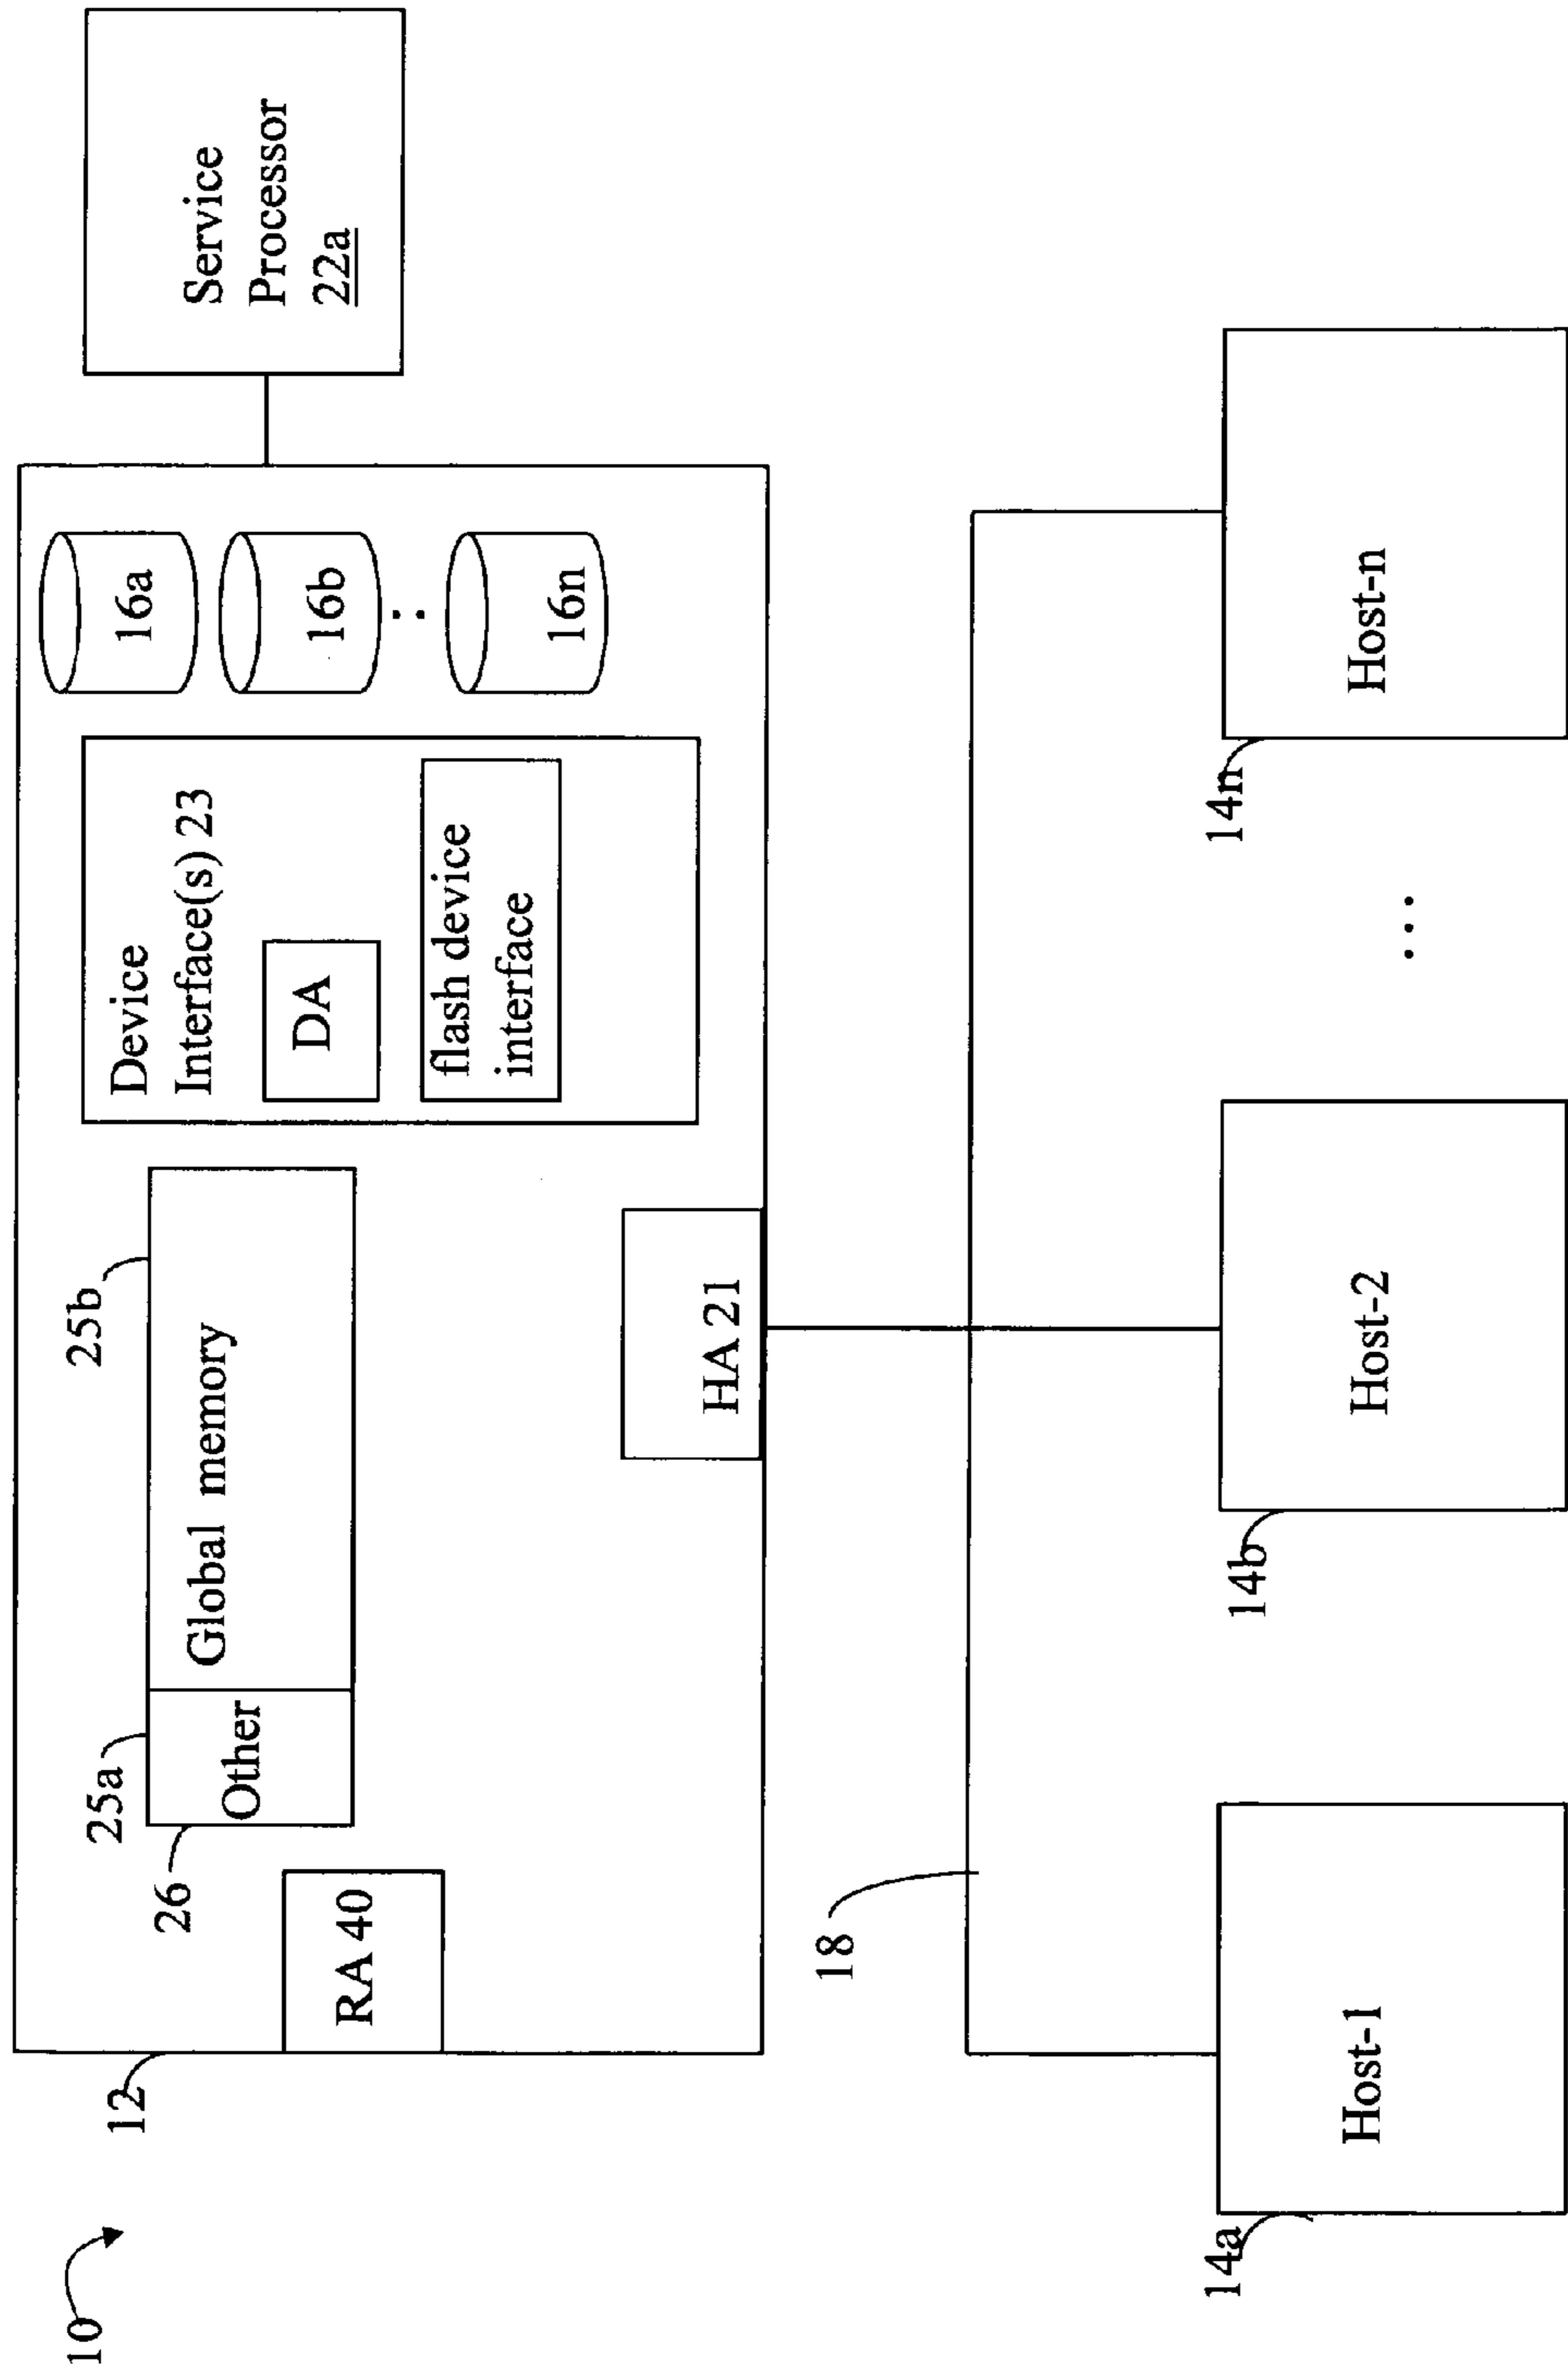 10
12
RA 40
26
25a
Other
25b
Global memory
HA 21
Device
Interface(s) 23
DA
flash device
interface
16a
16b
16n
Service
Processor
22a
18
14a
Host-1
14b
Host-2
...
14n
Host-n